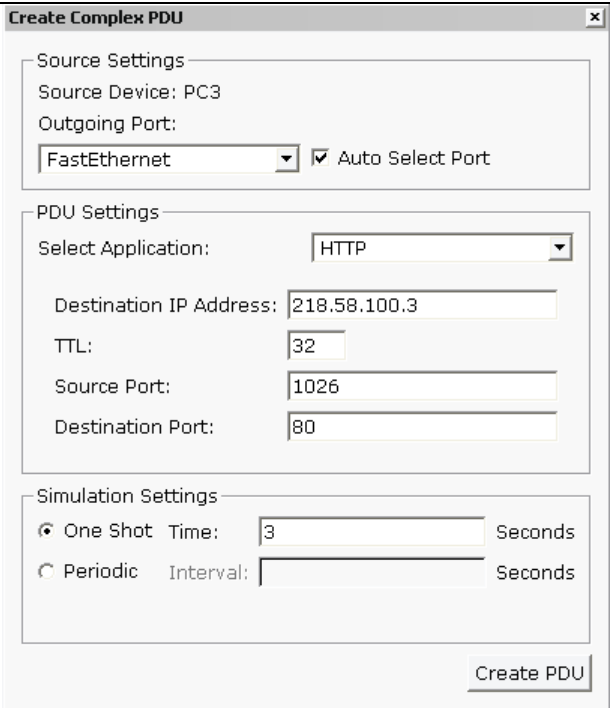 Create Complex PDU
Source Settings
Source Device: PC3
Outgoing Port:
FastEthernet Auto Select Port
PDU Settings
Select Application: HTTP
Destination IP Address: 218.58.100.3
TTL: 32
Source Port: 1026
Destination Port: 80
Simulation Settings
One Shot Time: 3 Seconds
Periodic Interval: Seconds
Create PDU